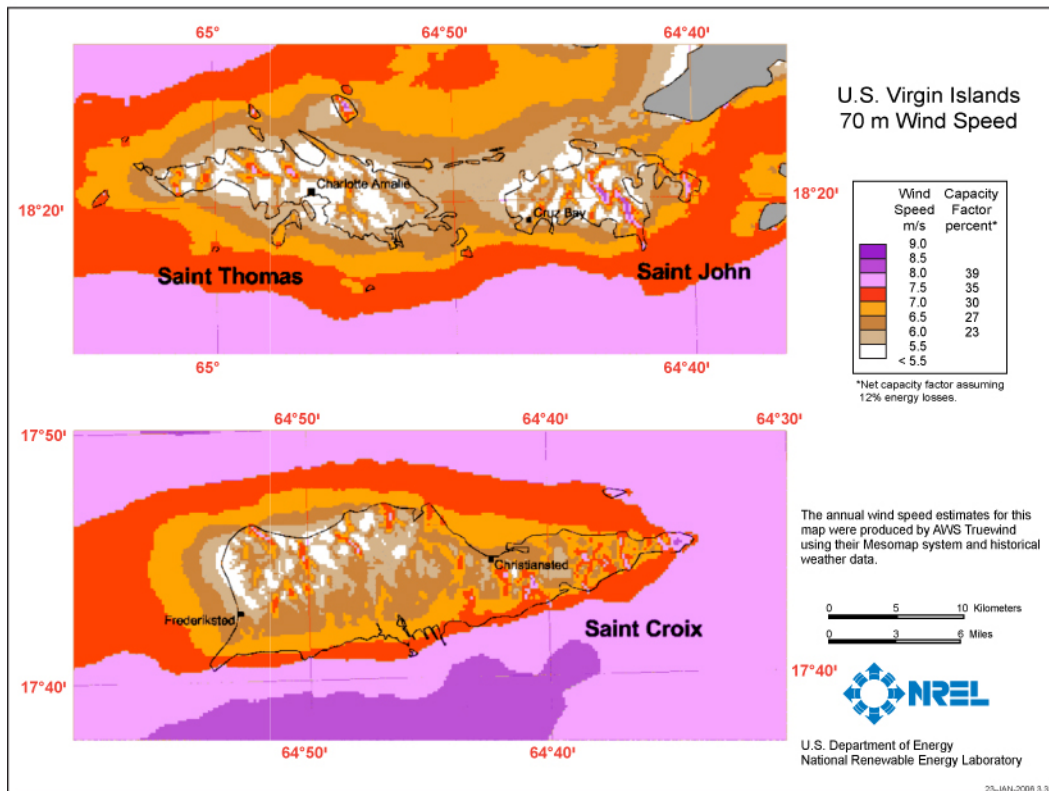 65°
64°50'
64°40'
U.S. Virgin Islands
70 m Wind Speed
Charlotte Amalie
Cruz Bay
18°20'
18°20'
Saint Thomas
Saint John
65°
64°40'
Wind
Speed
m/s
Capacity
Factor
percent*
9.0
8.5
8.0
39
7.5
35
7.0
30
6.5
27
6.0
23
5.5
< 5.5
*Net capacity factor assuming
12% energy losses.
64°50'
64°40'
64°30'
17°50'
Christiansted
Frederiksted
Saint Croix
17°40'
17°40'
64°50'
64°40'
The annual wind speed estimates for this
map were produced by AWS Truewind
using their Mesomap system and historical
weather data.
0 5 10 Kilometers
0 3 6 Miles
NREL
U.S. Department of Energy
National Renewable Energy Laboratory